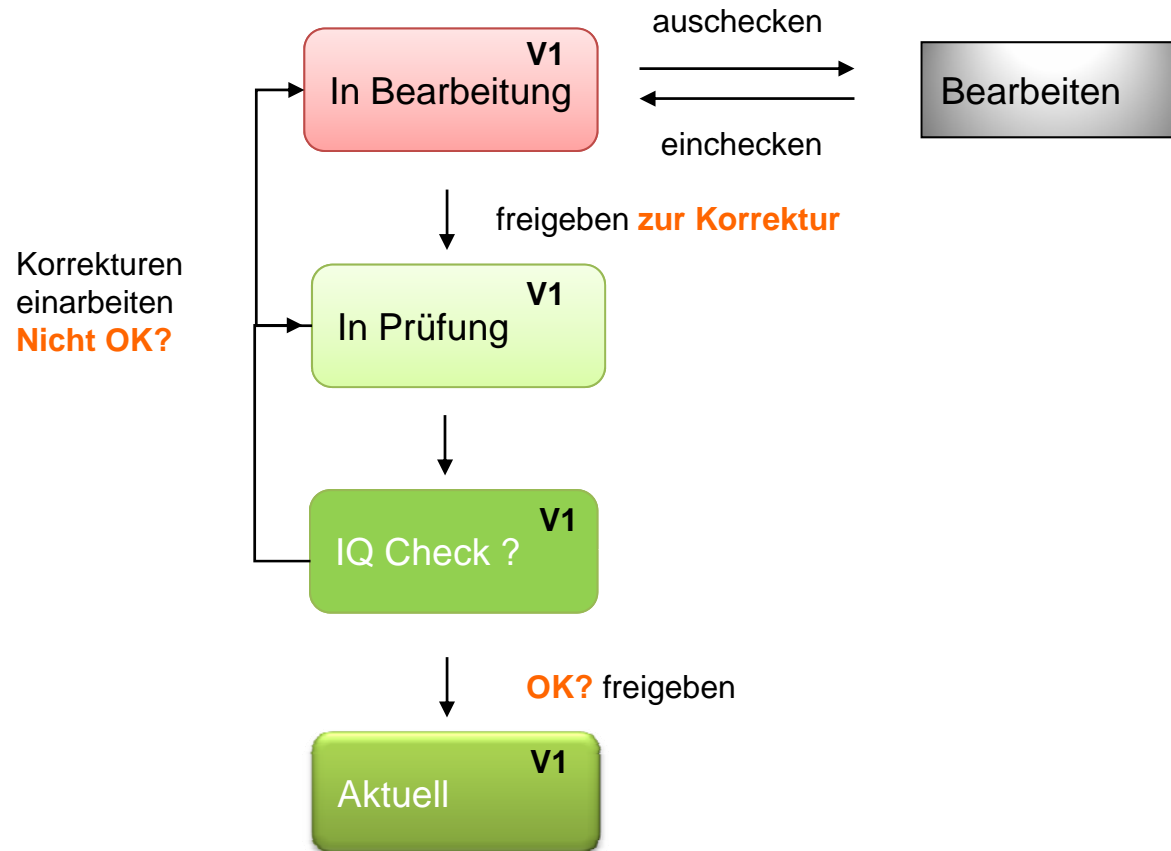 V1
In Bearbeitung
auschecken
einchecken
Bearbeiten
freigeben zur Korrektur
Korrekturen
einarbeiten
Nicht OK?
V1
In Prüfung
V1
IQ Check ?
OK? freigeben
V1
Aktuell